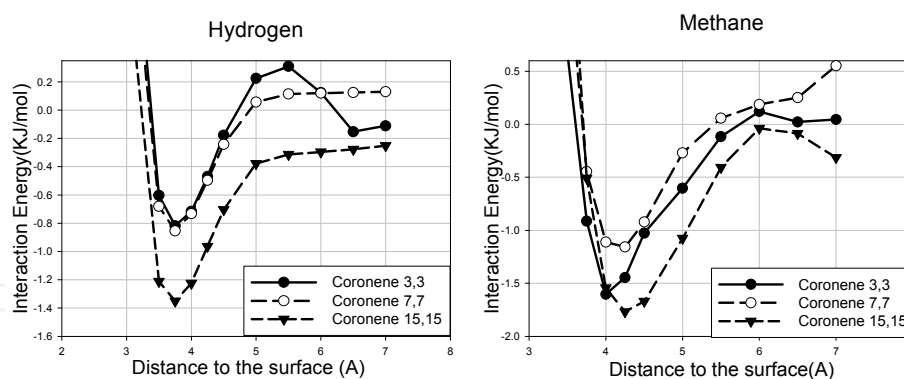 Hydrogen
Interaction Energy(KJ/mol)
0.2
0.0
-0.2
-0.4
-0.6
-0.8
-1.0
-1.2
-1.4
-1.6
Coronene 3,3
Coronene 7,7
Coronene 15,15
2 3 4 5 6 7 8
Distance to the surface (A)
Methane
Interaction Energy(KJ/mol)
0.5
0.0
-0.5
-1.0
-1.5
-2.0
Coronene 3,3
Coronene 7,7
Coronene 15,15
3 4 5 6 7
Distance to the surface(A)